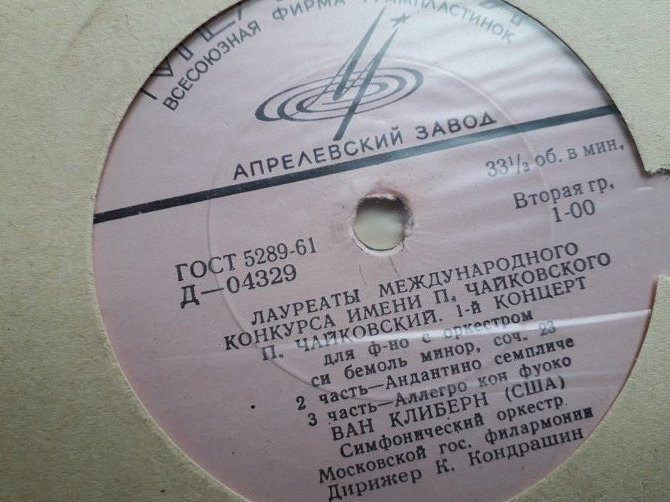 ВСЕСОЮЗНАЯ ФИРМА ГРАМПЛАСТИНОК
АПРЕЛЕВСКИЙ ЗАВОД
33⅓ об. в мин.
Вторая гр.
1-00
ГОСТ 5289-61
Д—04329
ЛАУРЕАТЫ МЕЖДУНАРОДНОГО
КОНКУРСА ИМЕНИ П. ЧАЙКОВСКОГО
П. ЧАЙКОВСКИЙ. 1-й КОНЦЕРТ
для ф-но с оркестром
си бемоль минор, соч. 23
2 часть—Андантино семпличе
3 часть—Аллегро кон фуоко
ВАН КЛИБЕРН (США)
Симфонический оркестр
Московской гос. филармонии
Дирижер К. Кондрашин